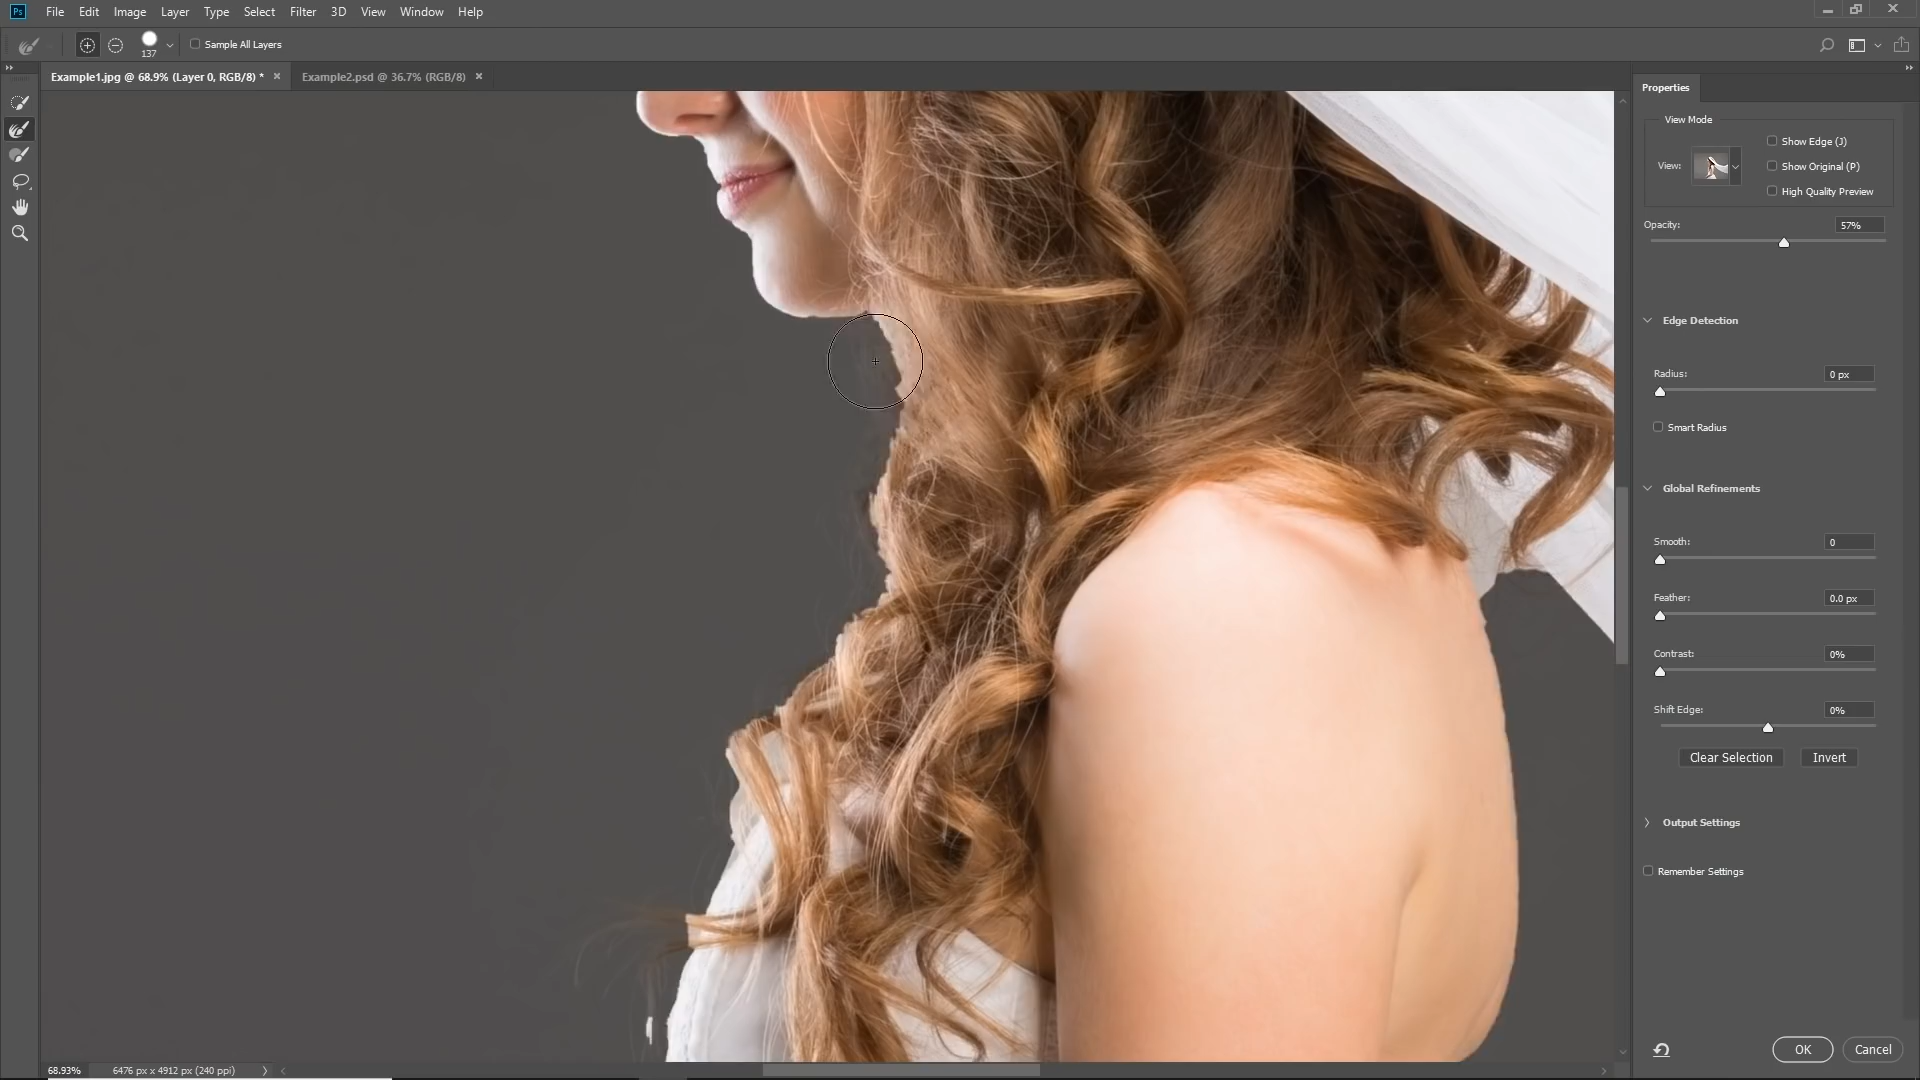 Ps File Edit Image Layer Type Select Filter 3D View Window Help
137 Sample All Layers
Example1.jpg @ 68.9% (Layer 0, RGB/8) * × Example2.psd @ 36.7% (RGB/8) ×
Properties
View Mode
Show Edge (J)
View: Show Original (P)
High Quality Preview
Opacity: 57%
Edge Detection
Radius: 0 px
Smart Radius
Global Refinements
Smooth: 0
Feather: 0.0 px
Contrast: 0%
Shift Edge: 0%
Clear Selection Invert
Output Settings
Remember Settings
OK Cancel
68.93% 6476 px x 4912 px (240 ppi)